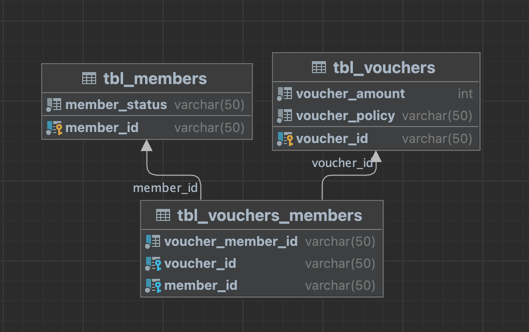 tbl_members
member_status varchar(50)
member_id varchar(50)
tbl_vouchers
voucher_amount int
voucher_policy varchar(50)
voucher_id varchar(50)
voucher_id
member_id
tbl_vouchers_members
voucher_member_id varchar(50)
voucher_id varchar(50)
member_id varchar(50)